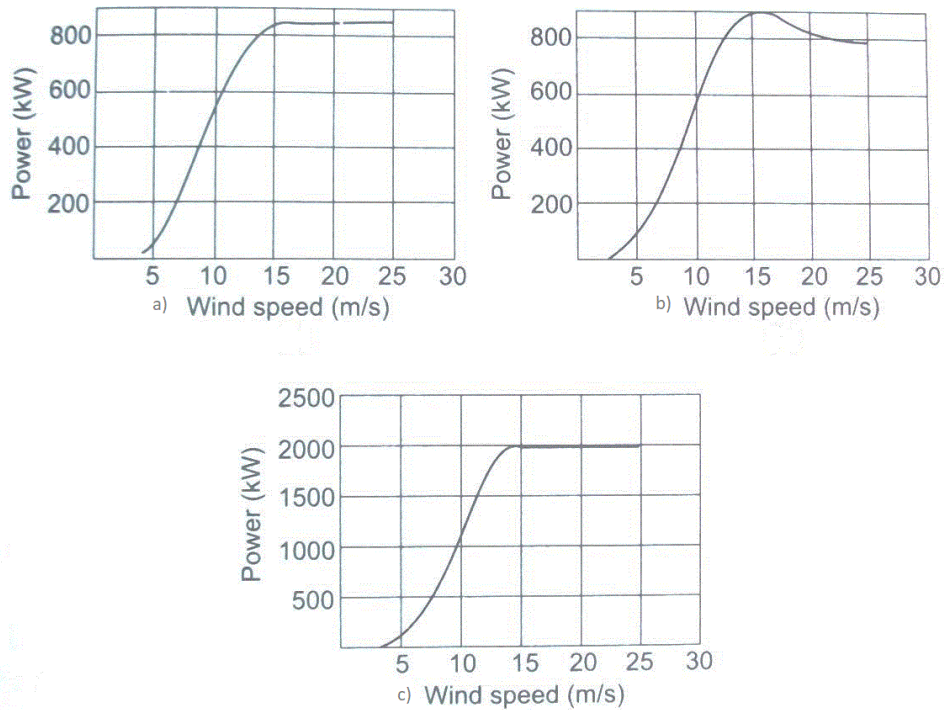 Power (kW)
800
600
400
200
5 10 15 20 25 30
a) Wind speed (m/s)
Power (kW)
800
600
400
200
5 10 15 20 25 30
b) Wind speed (m/s)
Power (kW)
2500
2000
1500
1000
500
5 10 15 20 25 30
c) Wind speed (m/s)